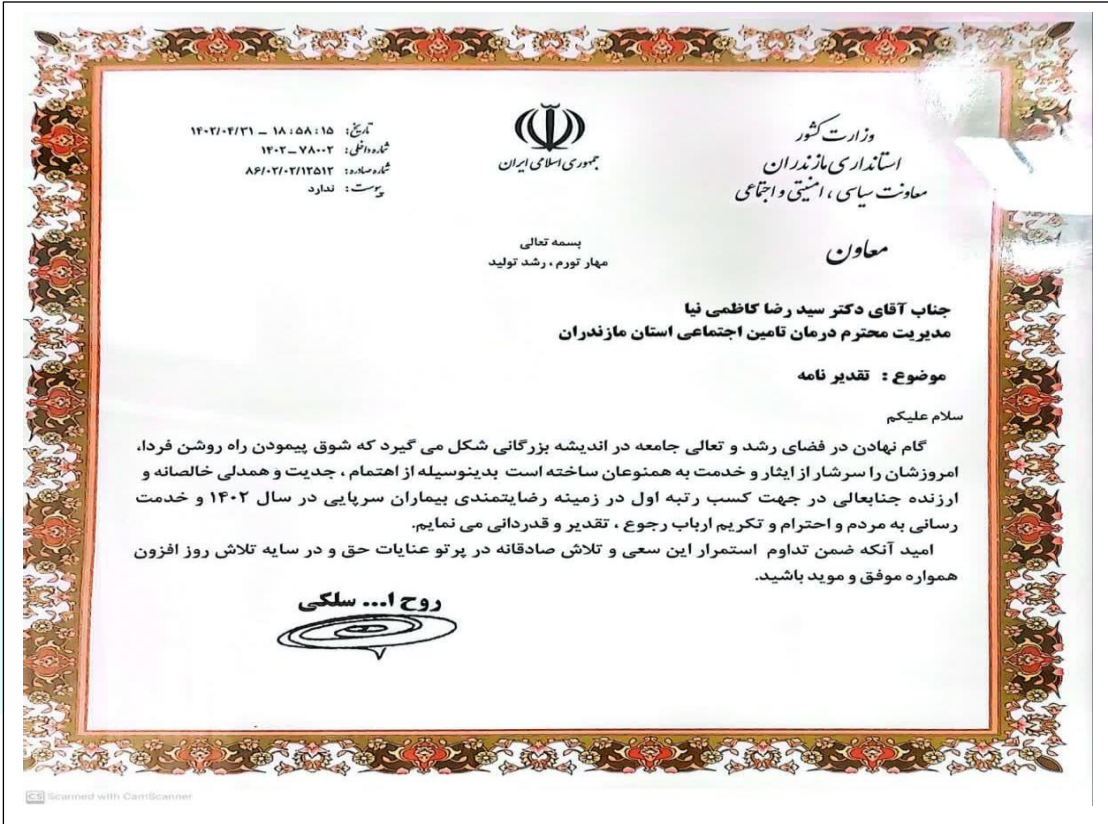 وزارت کشور
استانداری مازندران
معاونت سیاسی ، امنیتی و اجتماعی
معاون
جمهوری اسلامی ایران
تاریخ: ۱۸:۵۸:۱۵ – ۱۴۰۲/۰۴/۳۱
شماره داخلی: ۷۸۰۰۲ – ۱۴۰۲
شماره صادره: ۸۶/۰۲/۰۲/۱۲۵۱۲
پیوست: ندارد
بسمه تعالی
مهار تورم ، رشد تولید
جناب آقای دکتر سید رضا کاظمی نیا
مدیریت محترم درمان تامین اجتماعی استان مازندران
موضوع : تقدیر نامه
سلام علیکم
گام نهادن در فضای رشد و تعالی جامعه در اندیشه بزرگانی شکل می گیرد که شوق پیمودن راه روشن فردا،
امروزشان را سرشار از ایثار و خدمت به همنوعان ساخته است بدینوسیله از اهتمام ، جدیت و همدلی خالصانه و
ارزنده جنابعالی در جهت کسب رتبه اول در زمینه رضایتمندی بیماران سرپایی در سال ۱۴۰۲ و خدمت
رسانی به مردم و احترام و تکریم ارباب رجوع ، تقدیر و قدردانی می نمایم.
امید آنکه ضمن تداوم استمرار این سعی و تلاش صادقانه در پرتو عنایات حق و در سایه تلاش روز افزون
همواره موفق و موید باشید.
روح ا... سلکی
CS Scanned with CamScanner